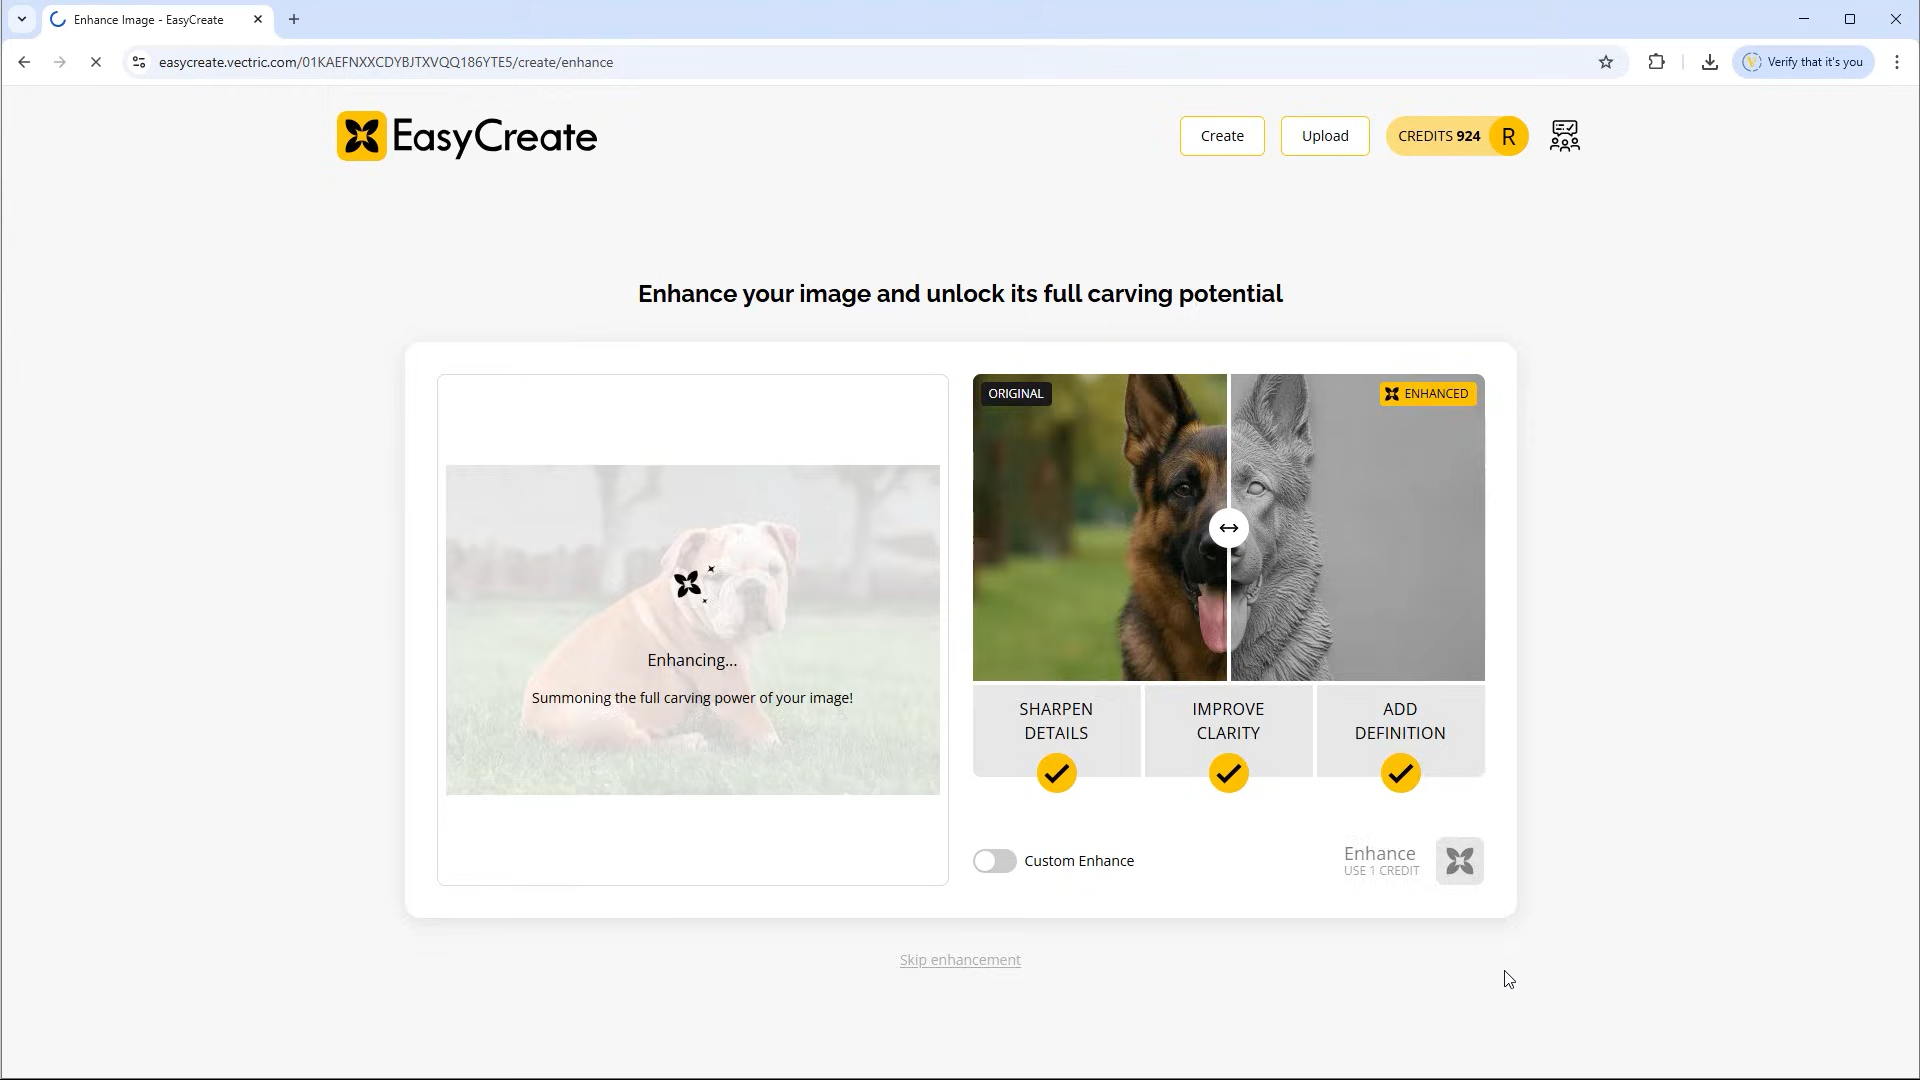 Enhance Image - EasyCreate
easycreate.vectric.com/01KAEFNXXCDYBJTXVQQ186YTE5/create/enhance
Verify that it's you
EasyCreate
Create
Upload
CREDITS 924
R
Enhance your image and unlock its full carving potential
ORIGINAL
ENHANCED
Enhancing...
Summoning the full carving power of your image!
SHARPEN
DETAILS
IMPROVE
CLARITY
ADD
DEFINITION
Custom Enhance
Enhance
USE 1 CREDIT
Skip enhancement